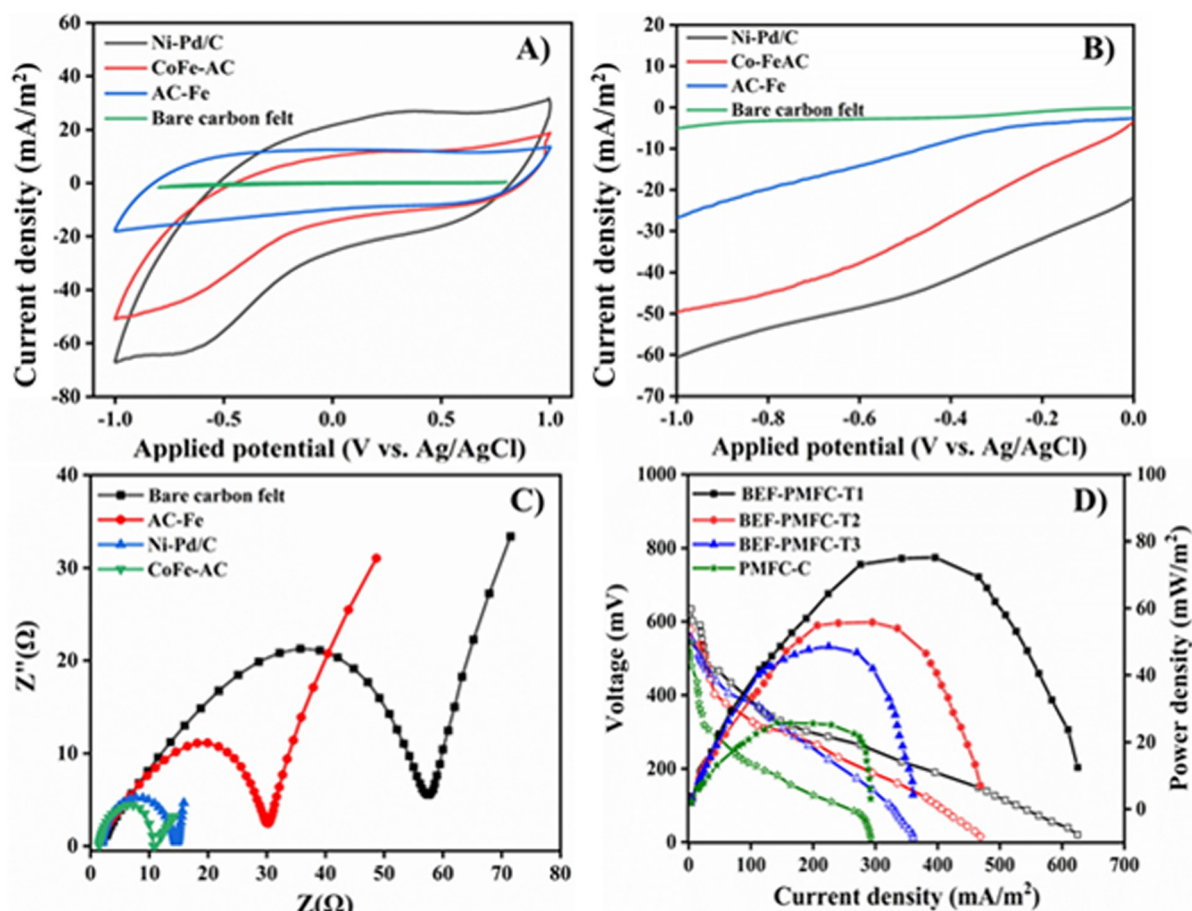 A)
Ni-Pd/C
CoFe-AC
AC-Fe
Bare carbon felt
60
40
20
0
-20
-40
-60
-80
Current density (mA/m²)
-1.0 -0.5 0.0 0.5 1.0
Applied potential (V vs. Ag/AgCl)
B)
Ni-Pd/C
Co-FeAC
AC-Fe
Bare carbon felt
20
10
0
-10
-20
-30
-40
-50
-60
-70
Current density (mA/m²)
-1.0 -0.8 -0.6 -0.4 -0.2 0.0
Applied potential (V vs. Ag/AgCl)
C)
Bare carbon felt
AC-Fe
Ni-Pd/C
CoFe-AC
40
30
20
10
0
Z''(Ω)
0 10 20 30 40 50 60 70 80
Z(Ω)
D)
BEF-PMFC-T1
BEF-PMFC-T2
BEF-PMFC-T3
PMFC-C
1000
800
600
400
200
0
Voltage (mV)
100
80
60
40
20
0
Power density (mW/m²)
0 100 200 300 400 500 600 700
Current density (mA/m²)